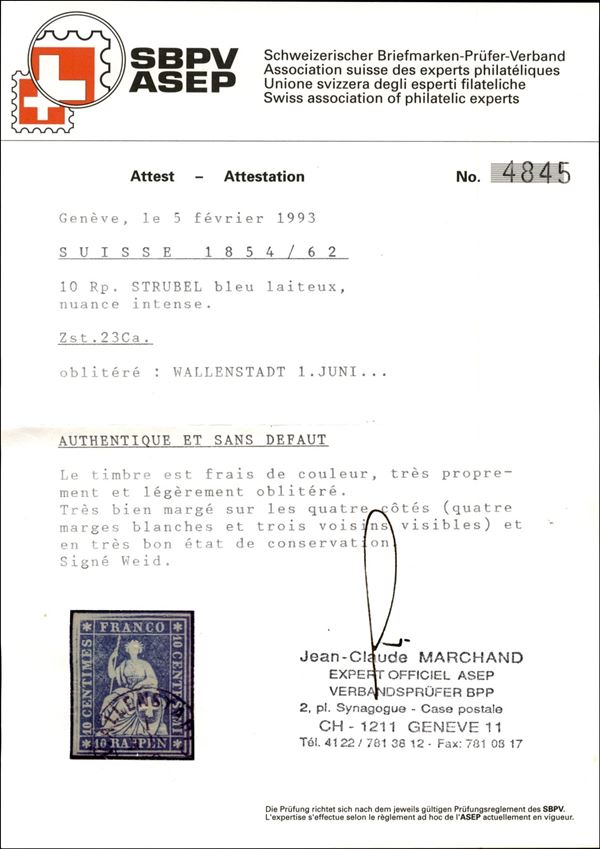 SBPV
ASEP
Schweizerischer Briefmarken-Prüfer-Verband
Association suisse des experts philatéliques
Unione svizzera degli esperti filateliche
Swiss association of philatelic experts
Attest – Attestation
No. 4845
Genève, le 5 février 1993
SUISSE 1854/62
10 Rp. STRUBEL bleu laiteux,
nuance intense.
Zst.23Ca.
oblitéré : WALLENSTADT 1.JUNI...
AUTHENTIQUE ET SANS DEFAUT
Le timbre est frais de couleur, très propre-
ment et légèrement oblitéré.
Très bien margé sur les quatre côtés (quatre
marges blanches et trois voisins visibles) et
en très bon état de conservation.
Signé Weid.
FRANCO
10 CENTIMES
10 CENTESIMI
10 RAPPEN
WALLENSTADT
Jean-Claude MARCHAND
EXPERT OFFICIEL ASEP
VERBANDSPRÜFER BPP
2, pl. Synagogue - Case postale
CH - 1211 GENEVE 11
Tél. 4122 / 781 36 12 - Fax: 781 08 17
Die Prüfung richtet sich nach dem jeweils gültigen Prüfungsreglement des SBPV.
L'expertise s'effectue selon le règlement ad hoc de l'ASEP actuellement en vigueur.